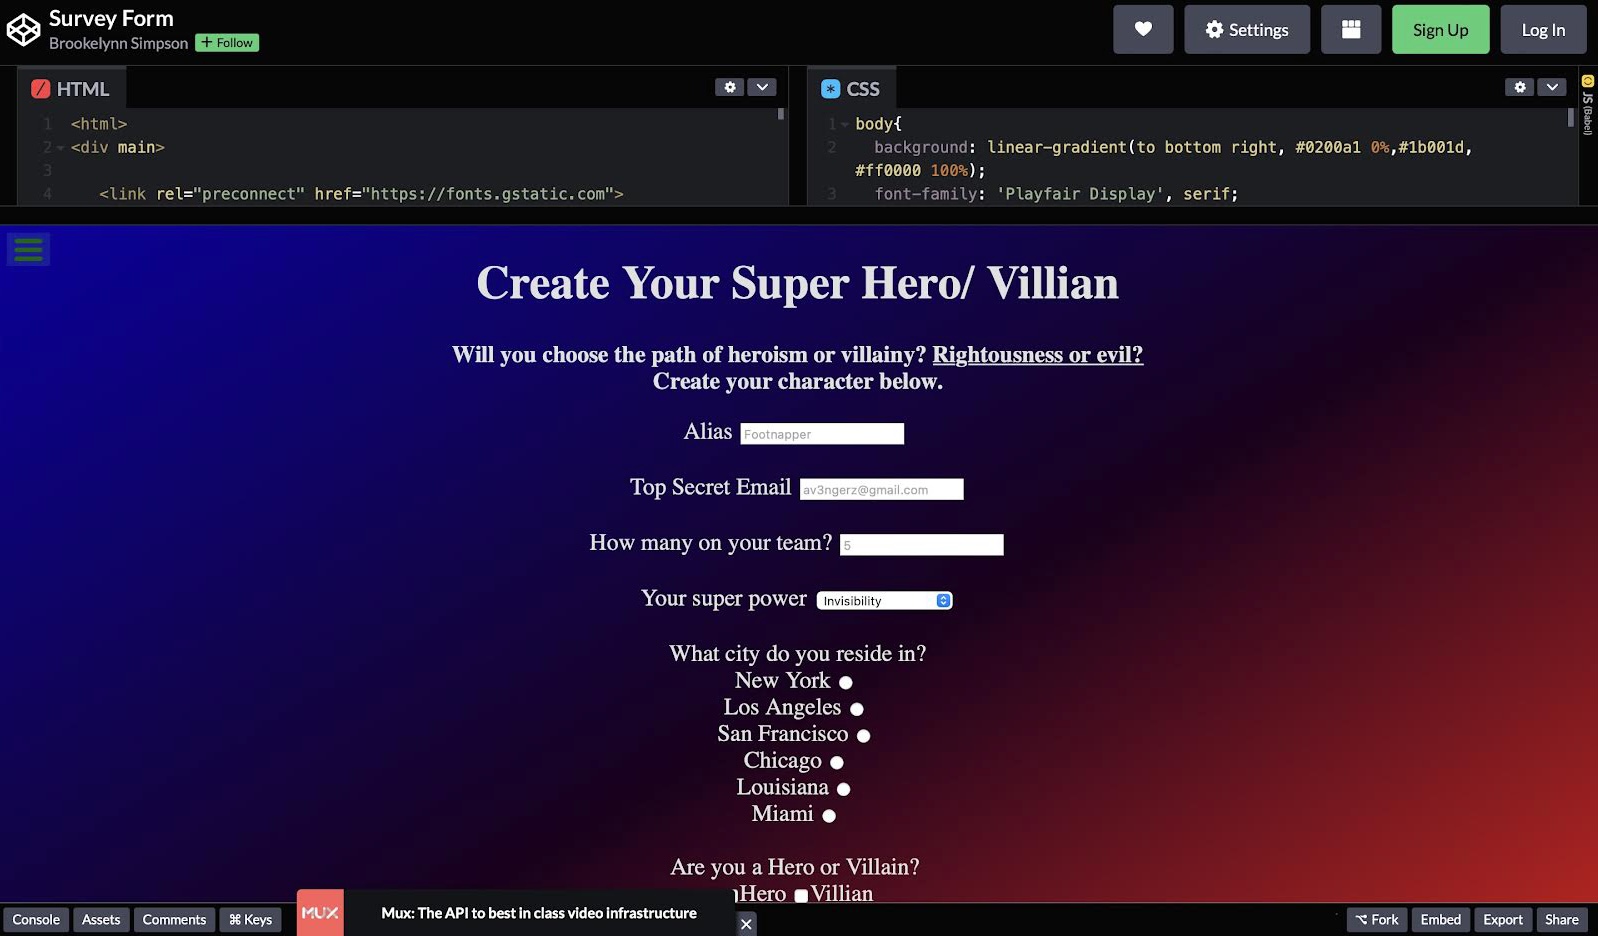 Survey Form
Brookelynn Simpson + Follow
Settings
Sign Up
Log In
HTML
1 <html>
2 <div main>
3
4 <link rel="preconnect" href="https://fonts.gstatic.com">
* CSS
1 body{
2 background: linear-gradient(to bottom right, #0200a1 0%,#1b001d,
#ff0000 100%);
3 font-family: 'Playfair Display', serif;
JS (Babel)
Create Your Super Hero/ Villian
Will you choose the path of heroism or villainy? Rightousness or evil?
Create your character below.
Alias Footnapper
Top Secret Email av3ngerz@gmail.com
How many on your team? 5
Your super power Invisibility
What city do you reside in?
New York
Los Angeles
San Francisco
Chicago
Louisiana
Miami
Are you a Hero or Villain?
Hero Villian
Console Assets Comments ⌘ Keys
MUX Mux: The API to best in class video infrastructure
Fork Embed Export Share